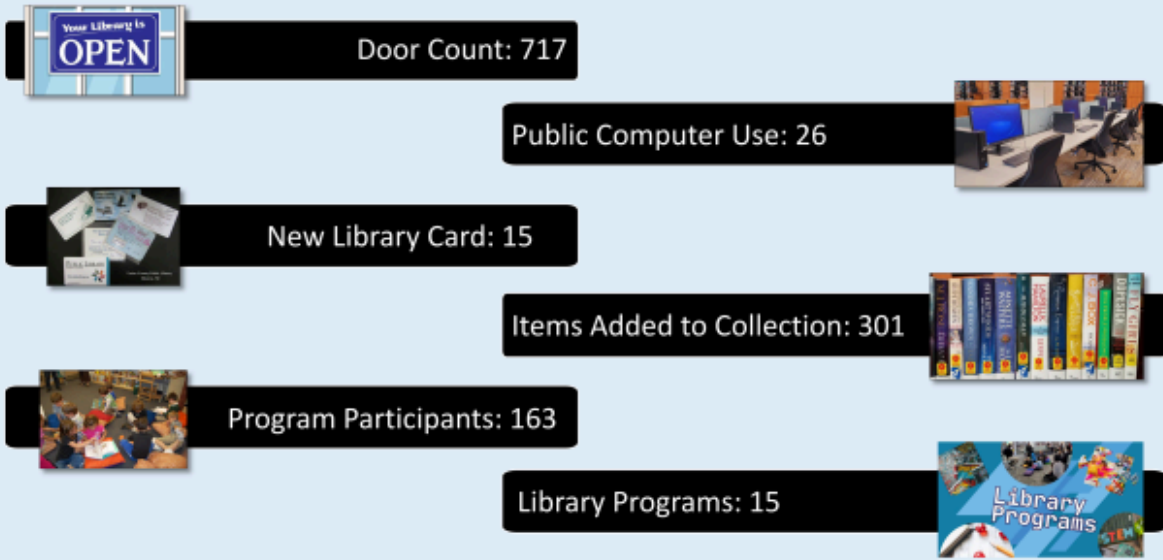 Your Library is
OPEN
Door Count: 717
Public Computer Use: 26
New Library Card: 15
Items Added to Collection: 301
Program Participants: 163
Library Programs: 15
Library
Programs
STEM